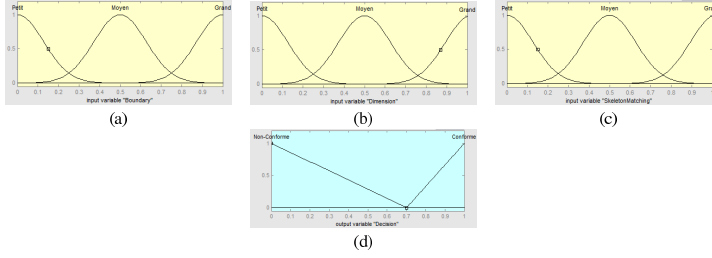 Petit Moyen Grand
1
0.5
0
0 0.1 0.2 0.3 0.4 0.5 0.6 0.7 0.8 0.9 1
input variable "Boundary"
(a)
Petit Moyen Grand
1
0.5
0
0 0.1 0.2 0.3 0.4 0.5 0.6 0.7 0.8 0.9 1
input variable "Dimension"
(b)
Petit Moyen Gra
1
0.5
0
0 0.1 0.2 0.3 0.4 0.5 0.6 0.7 0.8 0.9
input variable "SkeletonMatching"
(c)
Non-Conforme Conforme
1
0.5
0
0 0.1 0.2 0.3 0.4 0.5 0.6 0.7 0.8 0.9 1
output variable "Decision"
(d)